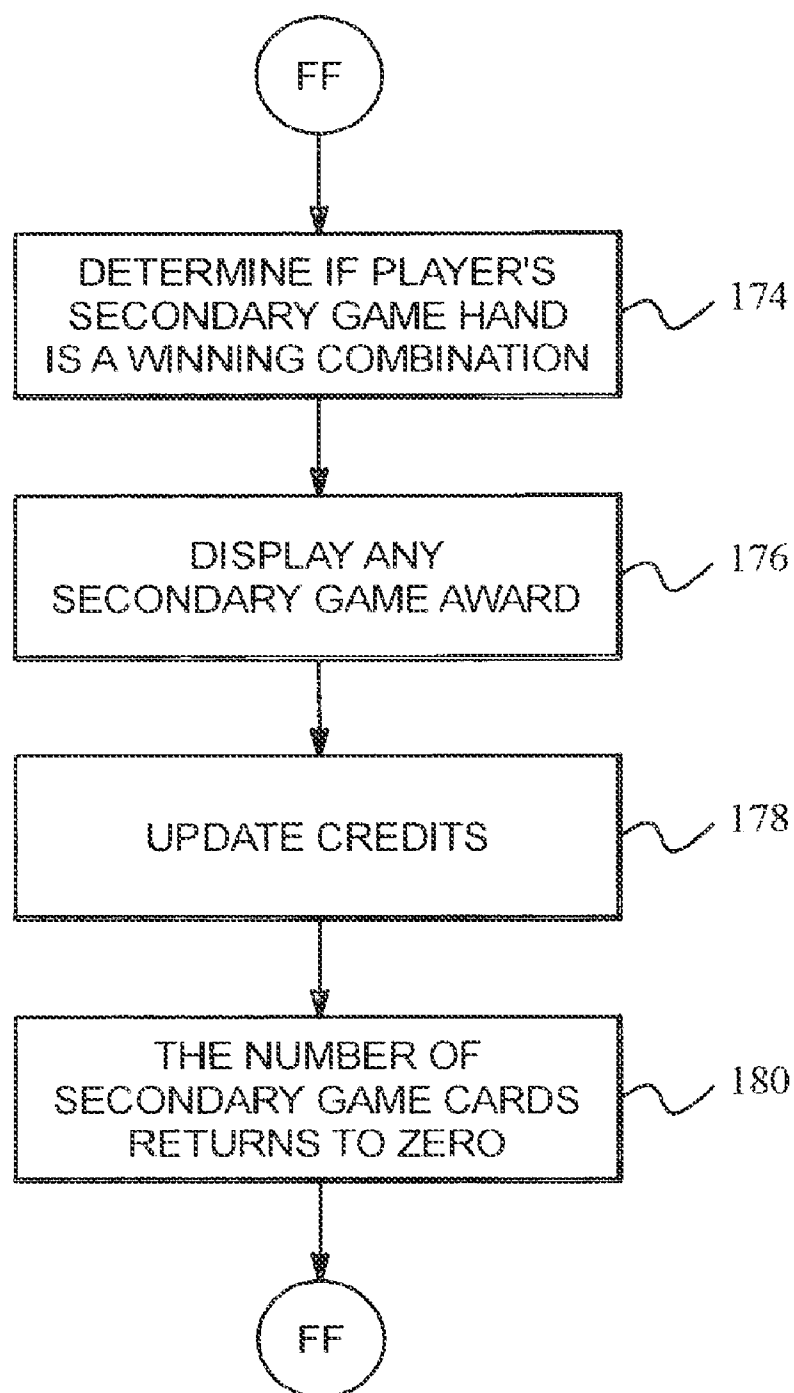 FF
DETERMINE IF PLAYER'S
SECONDARY GAME HAND
IS A WINNING COMBINATION
174
DISPLAY ANY
SECONDARY GAME AWARD
176
UPDATE CREDITS
178
THE NUMBER OF
SECONDARY GAME CARDS
RETURNS TO ZERO
180
FF